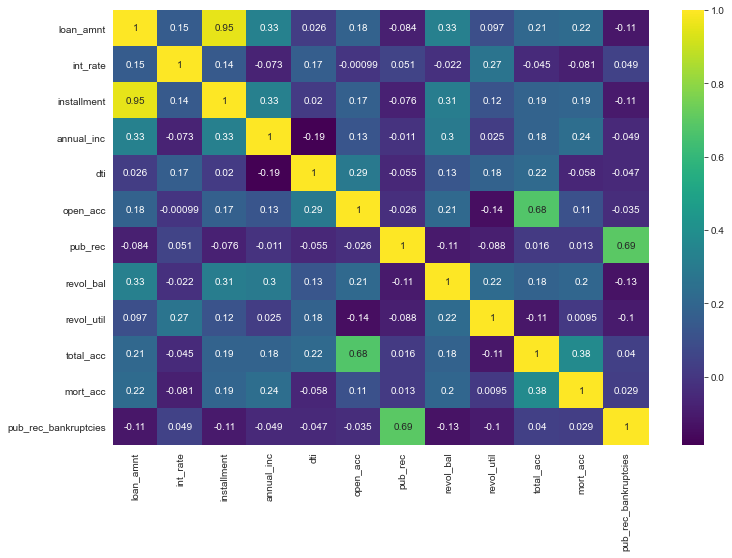 loan_amnt 1 0.15 0.95 0.33 0.026 0.18 -0.084 0.33 0.097 0.21 0.22 -0.11
int_rate 0.15 1 0.14 -0.073 0.17 -0.00099 0.051 -0.022 0.27 -0.045 -0.081 0.049
installment 0.95 0.14 1 0.33 0.02 0.17 -0.076 0.31 0.12 0.19 0.19 -0.11
annual_inc 0.33 -0.073 0.33 1 -0.19 0.13 -0.011 0.3 0.025 0.18 0.24 -0.049
dti 0.026 0.17 0.02 -0.19 1 0.29 -0.055 0.13 0.18 0.22 -0.058 -0.047
open_acc 0.18 -0.00099 0.17 0.13 0.29 1 -0.026 0.21 -0.14 0.68 0.11 -0.035
pub_rec -0.084 0.051 -0.076 -0.011 -0.055 -0.026 1 -0.11 -0.088 0.016 0.013 0.69
revol_bal 0.33 -0.022 0.31 0.3 0.13 0.21 -0.11 1 0.22 0.18 0.2 -0.13
revol_util 0.097 0.27 0.12 0.025 0.18 -0.14 -0.088 0.22 1 -0.11 0.0095 -0.1
total_acc 0.21 -0.045 0.19 0.18 0.22 0.68 0.016 0.18 -0.11 1 0.38 0.04
mort_acc 0.22 -0.081 0.19 0.24 -0.058 0.11 0.013 0.2 0.0095 0.38 1 0.029
pub_rec_bankruptcies -0.11 0.049 -0.11 -0.049 -0.047 -0.035 0.69 -0.13 -0.1 0.04 0.029 1
loan_amnt int_rate installment annual_inc dti open_acc pub_rec revol_bal revol_util total_acc mort_acc pub_rec_bankruptcies
1.0
0.8
0.6
0.4
0.2
0.0